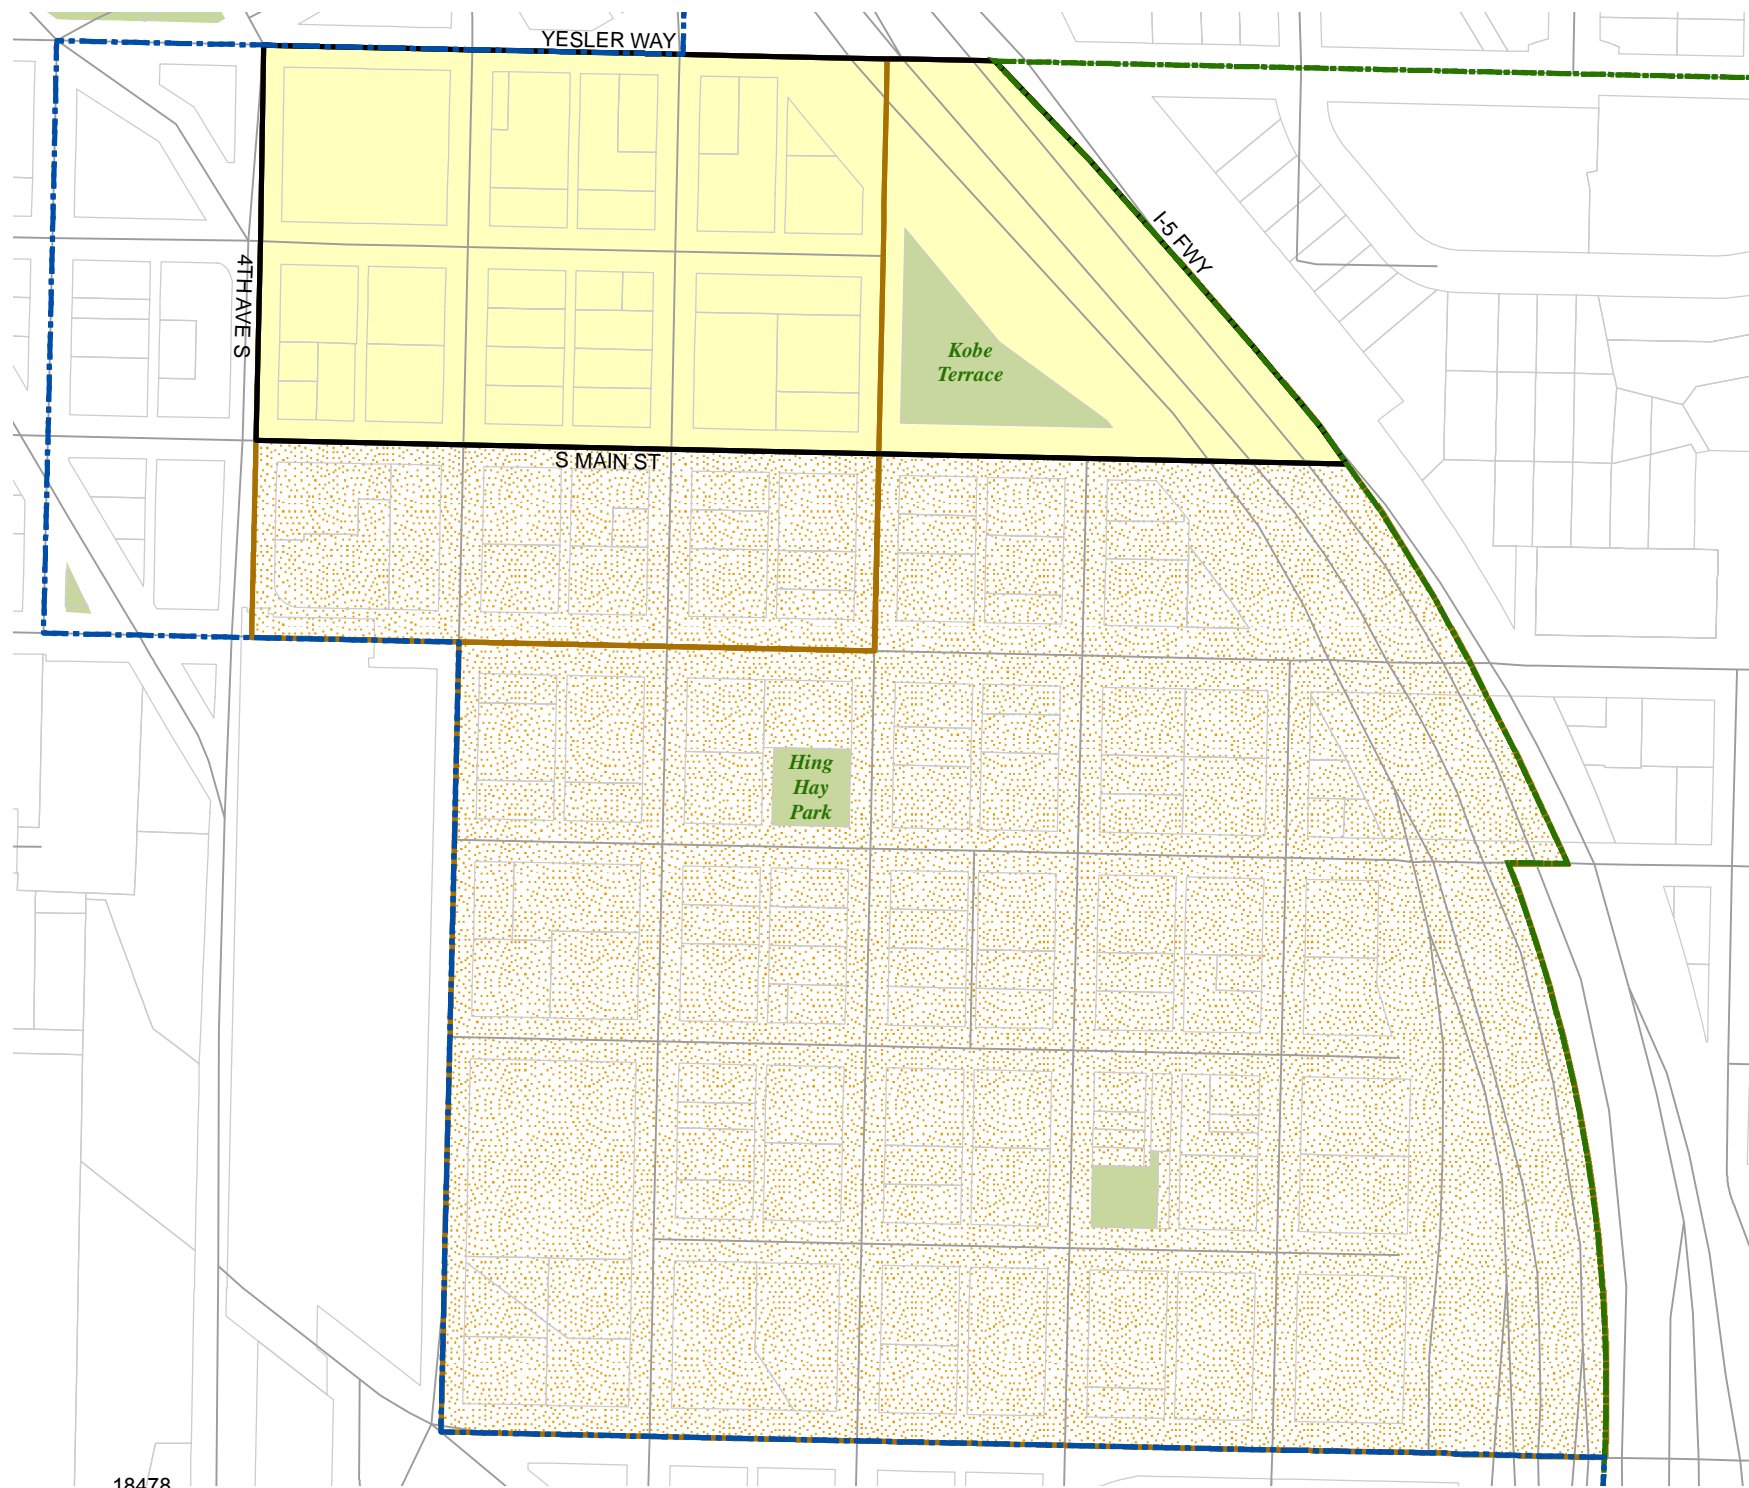 YESLER WAY
I-5 FWY
4TH AVE S
Kobe
Terrace
S MAIN ST
Hing
Hay
Park
18478